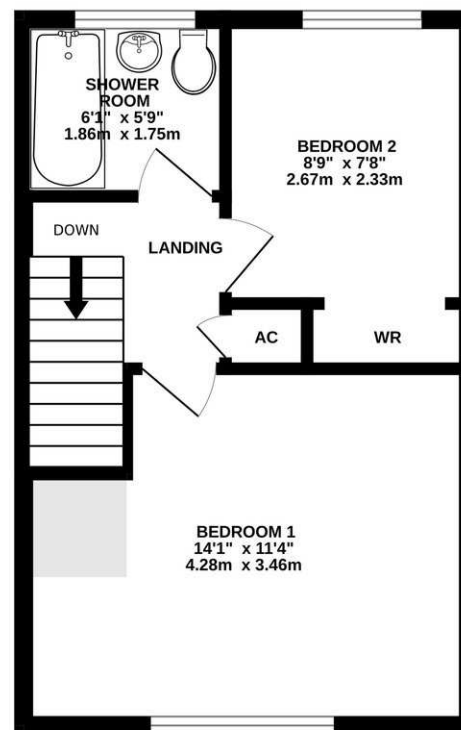 SHOWER
ROOM
6'1" x 5'9"
1.86m x 1.75m
BEDROOM 2
8'9" x 7'8"
2.67m x 2.33m
DOWN
LANDING
AC
WR
BEDROOM 1
14'1" x 11'4"
4.28m x 3.46m